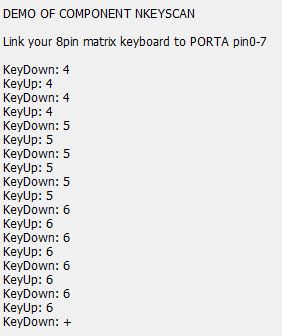 DEMO OF COMPONENT NKEYSCAN
Link your 8pin matrix keyboard to PORTA pin0-7
KeyDown: 4
KeyUp: 4
KeyDown: 4
KeyUp: 4
KeyDown: 5
KeyUp: 5
KeyDown: 5
KeyUp: 5
KeyDown: 5
KeyUp: 5
KeyDown: 6
KeyUp: 6
KeyDown: 6
KeyUp: 6
KeyDown: 6
KeyUp: 6
KeyDown: 6
KeyUp: 6
KeyDown: +